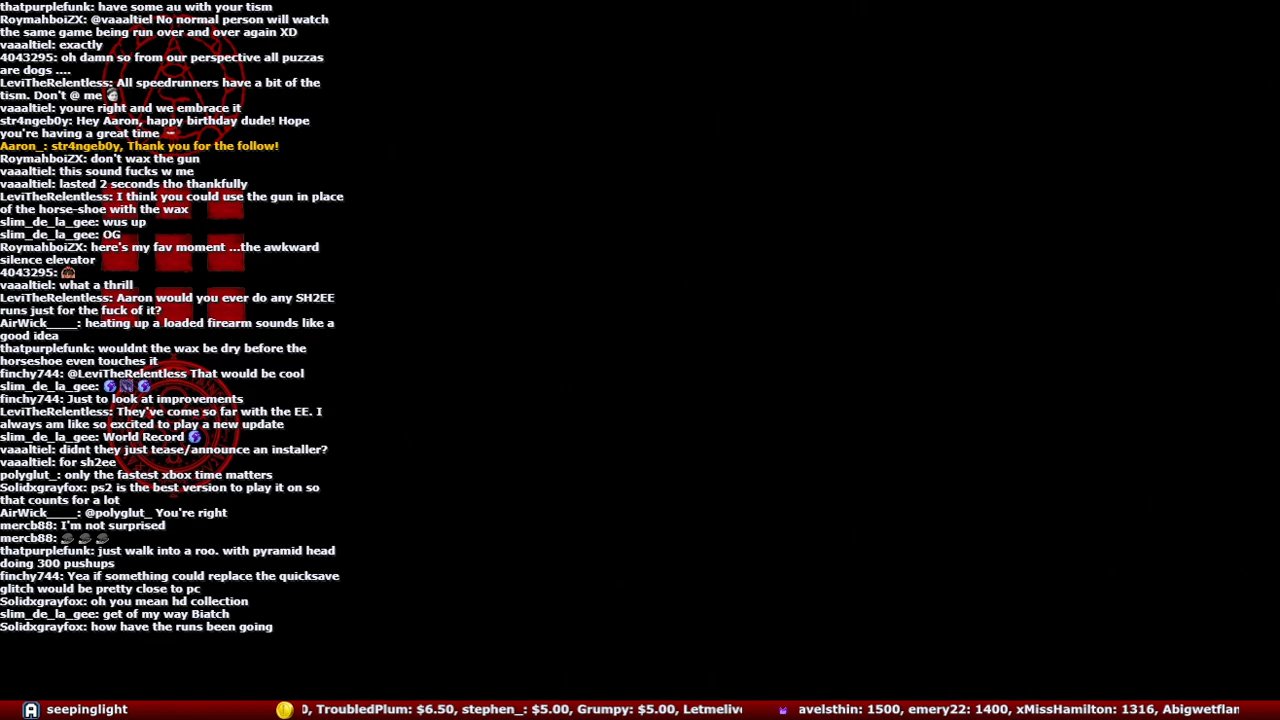 thatpurplefunk: have some au with your tism
RoymahboiZX: @vaaaltiel No normal person will watch
the same game being run over and over again XD
vaaaltiel: exactly
4043295: oh damn so from our perspective all puzzas
are dogs ....
LeviTheRelentless: All speedrunners have a bit of the
tism. Don't @ me
vaaaltiel: youre right and we embrace it
str4ngeb0y: Hey Aaron, happy birthday dude! Hope
you're having a great time
Aaron_: str4ngeb0y, Thank you for the follow!
RoymahboiZX: don't wax the gun
vaaaltiel: this sound fucks w me
vaaaltiel: lasted 2 seconds tho thankfully
LeviTheRelentless: I think you could use the gun in place
of the horse-shoe with the wax
slim_de_la_gee: wus up
slim_de_la_gee: OG
RoymahboiZX: here's my fav moment ...the awkward
silence elevator
4043295:
vaaaltiel: what a thrill
LeviTheRelentless: Aaron would you ever do any SH2EE
runs just for the fuck of it?
AirWick____: heating up a loaded firearm sounds like a
good idea
thatpurplefunk: wouldnt the wax be dry before the
horseshoe even touches it
finchy744: @LeviTheRelentless That would be cool
slim_de_la_gee:
finchy744: Just to look at improvements
LeviTheRelentless: They've come so far with the EE. I
always am like so excited to play a new update
slim_de_la_gee: World Record
vaaaltiel: didnt they just tease/announce an installer?
vaaaltiel: for sh2ee
polyglut_: only the fastest xbox time matters
Solidxgrayfox: ps2 is the best version to play it on so
that counts for a lot
AirWick____: @polyglut_ You're right
mercb88: I'm not surprised
mercb88:
thatpurplefunk: just walk into a roo. with pyramid head
doing 300 pushups
finchy744: Yea if something could replace the quicksave
glitch would be pretty close to pc
Solidxgrayfox: oh you mean hd collection
slim_de_la_gee: get of my way Biatch
Solidxgrayfox: how have the runs been going
A seepinglight 0, TroubledPlum: $6.50, stephen_: $5.00, Grumpy: $5.00, Letmelive avelsthin: 1500, emery22: 1400, xMissHamilton: 1316, Abigwetflan